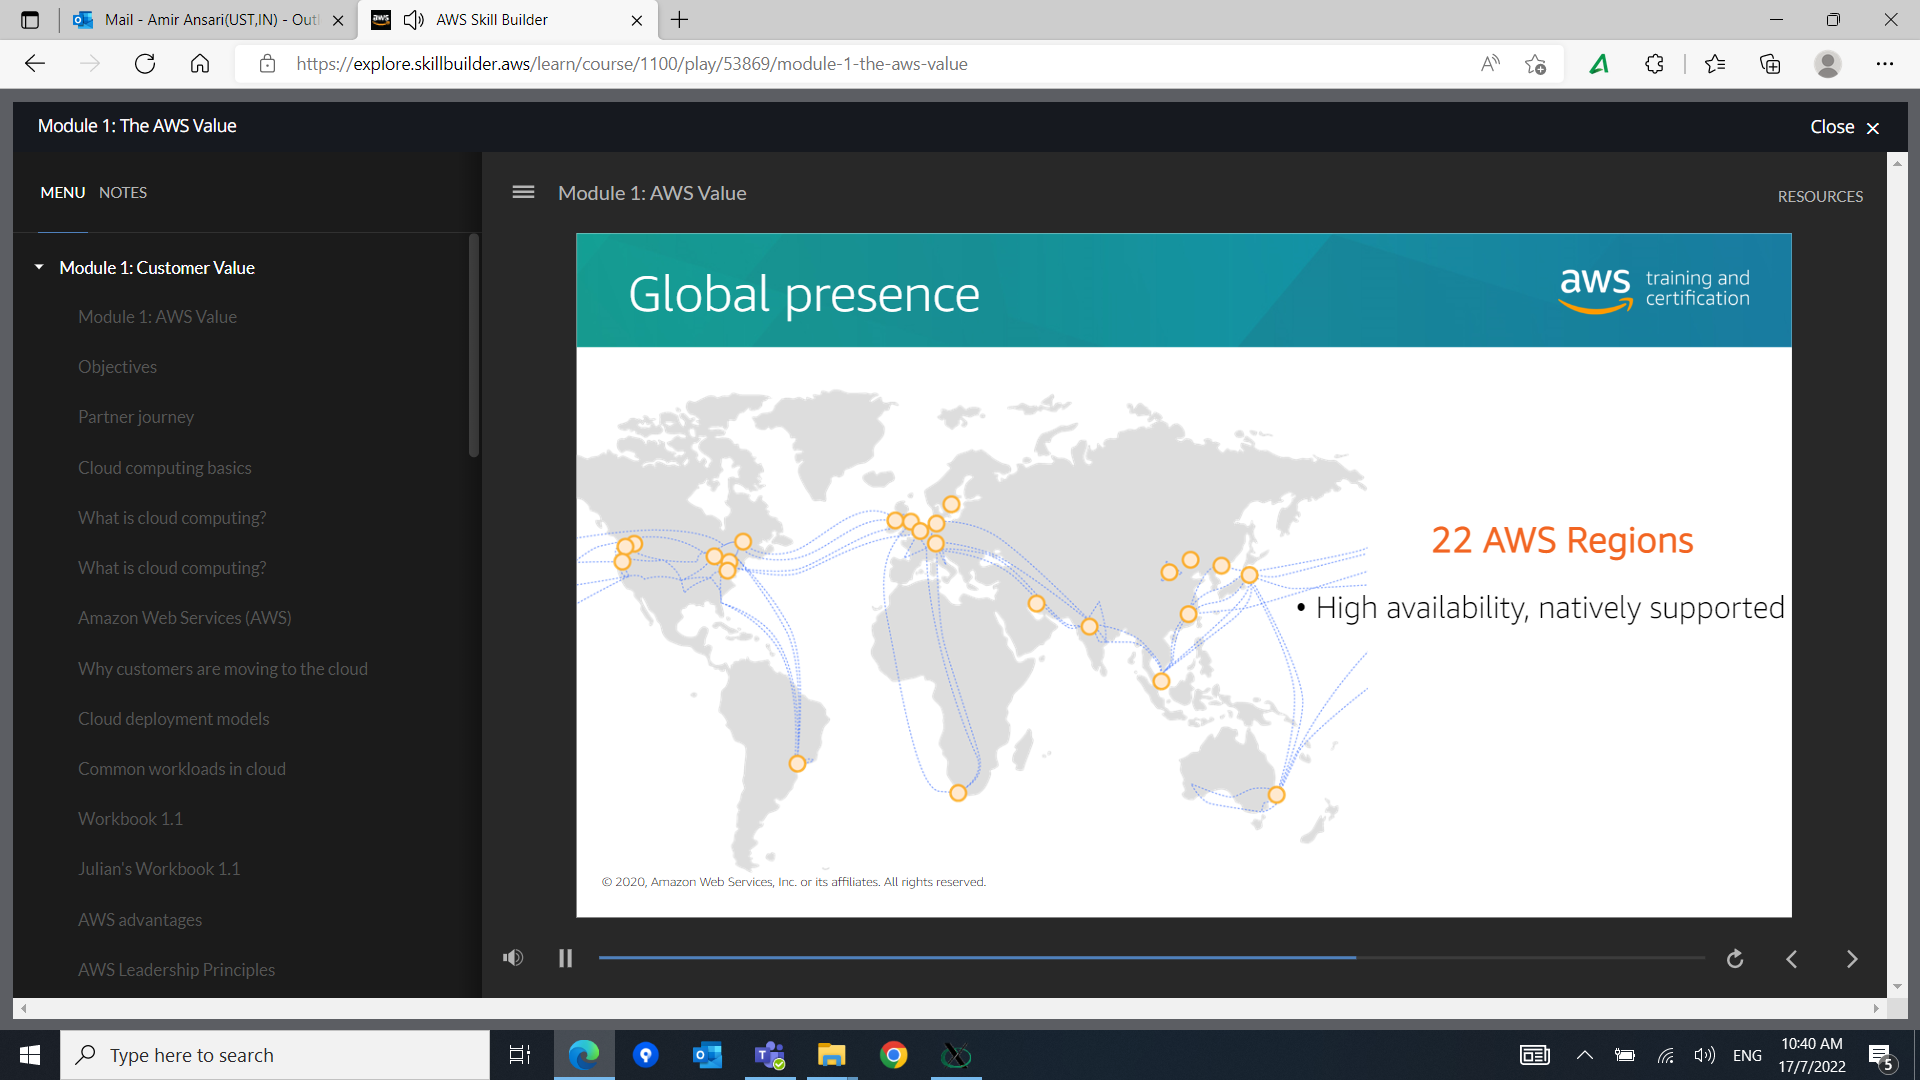 Mail - Amir Ansari(UST,IN) - Out
AWS Skill Builder
https://explore.skillbuilder.aws/learn/course/1100/play/53869/module-1-the-aws-value
Module 1: The AWS Value
Close
MENU NOTES
Module 1: Customer Value
Module 1: AWS Value
Objectives
Partner journey
Cloud computing basics
What is cloud computing?
What is cloud computing?
Amazon Web Services (AWS)
Why customers are moving to the cloud
Cloud deployment models
Common workloads in cloud
Workbook 1.1
Julian's Workbook 1.1
AWS advantages
AWS Leadership Principles
Module 1: AWS Value
RESOURCES
Global presence
aws training and
certification
22 AWS Regions
• High availability, natively supported
© 2020, Amazon Web Services, Inc. or its affiliates. All rights reserved.
Type here to search
ENG
10:40 AM
17/7/2022
5